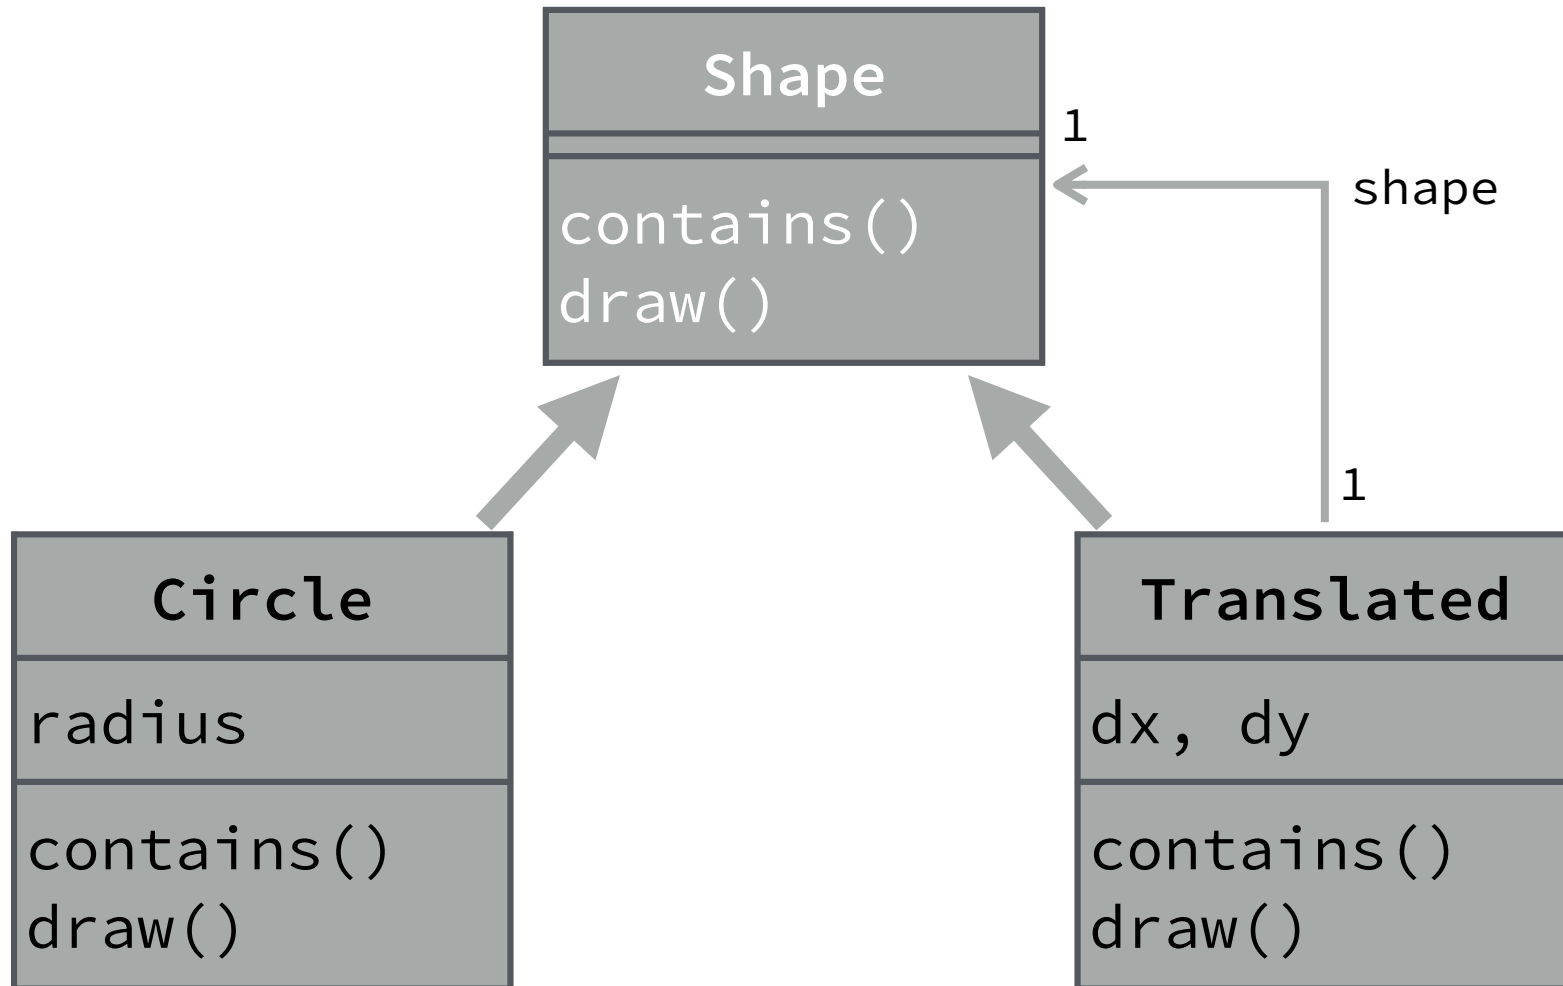 Shape
1
shape
contains()
draw()
1
Circle
radius
contains()
draw()
Translated
dx, dy
contains()
draw()